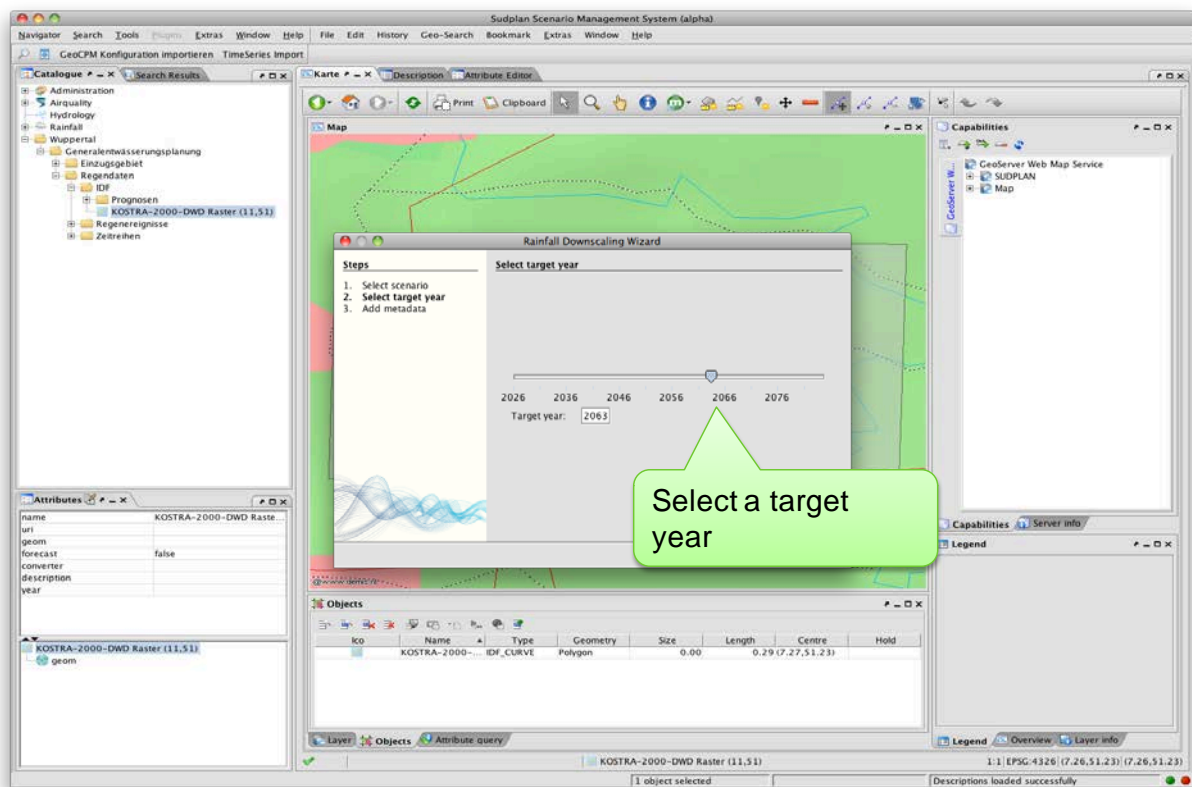 Sudplan Scenario Management System (alpha)
Navigator Search Tools Plugins Extras Window Help File Edit History Geo-Search Bookmark Extras Window Help
GeoCPM Konfiguration importieren TimeSeries Import
Catalogue Search Results
Administration
Airquality
Hydrology
Rainfall
Wuppertal
Generalentwässerungsplanung
Einzugsgebiet
Regendaten
IDF
Prognosen
KOSTRA-2000-DWD Raster (11,51)
Regenereignisse
Zeitreihen
Karte Description Attribute Editor
Print Clipboard
Map
Capabilities
GeoServer W...
GeoServer Web Map Service
SUDPLAN
Map
Rainfall Downscaling Wizard
Steps
1. Select scenario
2. Select target year
3. Add metadata
Select target year
2026 2036 2046 2056 2066 2076
Target year: 2063
Select a target
year
Attributes
name KOSTRA-2000-DWD Raste...
uri
geom
forecast false
converter
description
year
KOSTRA-2000-DWD Raster (11,51)
geom
Capabilities Server info
Legend
Objects
Ico Name Type Geometry Size Length Centre Hold
KOSTRA-2000-... IDF_CURVE Polygon 0.00 0.29 (7.27,51.23)
Layer Objects Attribute query
Legend Overview Layer info
KOSTRA-2000-DWD Raster (11,51)
1:1 EPSG:4326 (7.26,51.23) (7.26,51.23)
1 object selected
Descriptions loaded successfully